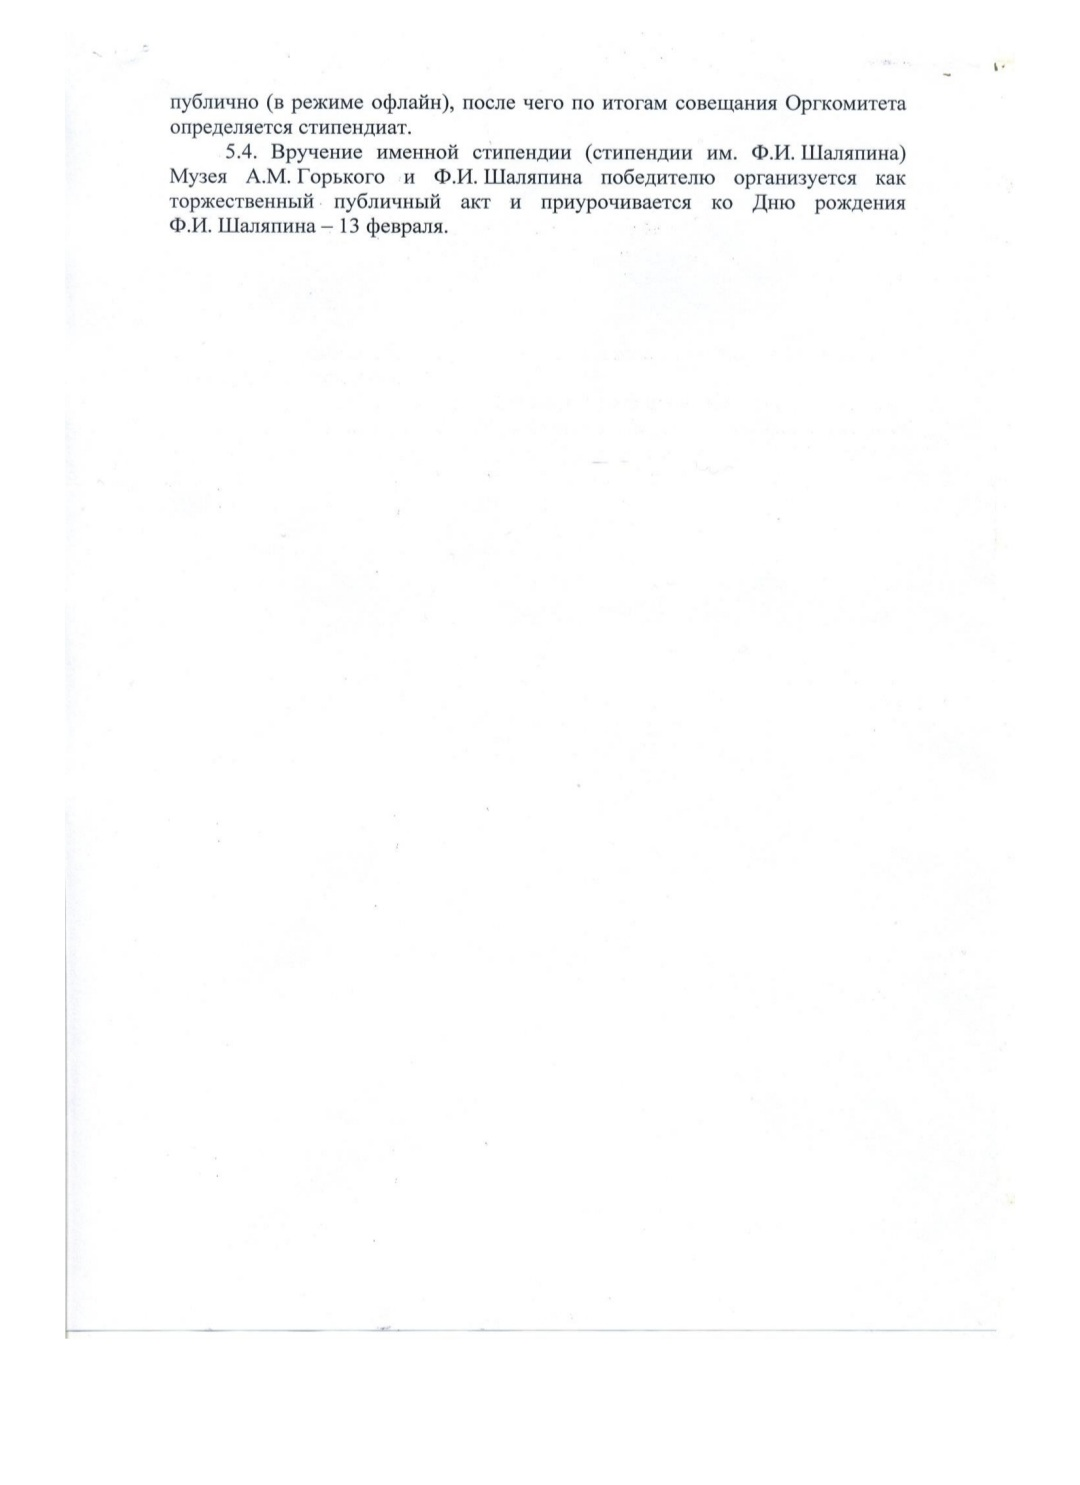 публично (в режиме офлайн), после чего по итогам совещания Оргкомитета
определяется стипендиат.
5.4. Вручение именной стипендии (стипендии им. Ф.И. Шаляпина)
Музея А.М. Горького и Ф.И. Шаляпина победителю организуется как
торжественный публичный акт и приурочивается ко Дню рождения
Ф.И. Шаляпина – 13 февраля.